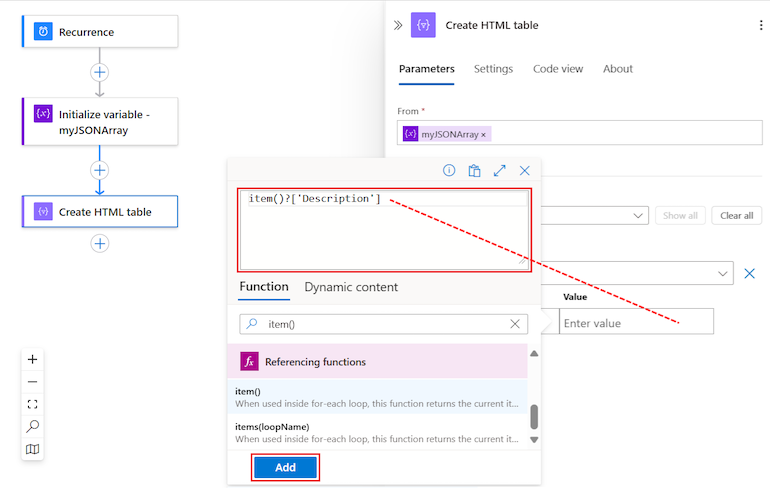 Recurrence
Initialize variable -
myJSONArray
Create HTML table
Create HTML table
Parameters
Settings
Code view
About
From *
myJSONArray ×
Show all
Clear all
Value
Enter value
item()?['Description']
Function
Dynamic content
item()
fx
Referencing functions
item()
When used inside for-each loop, this function returns the current it...
items(loopName)
When used inside for-each loop, this function returns the current it...
Add